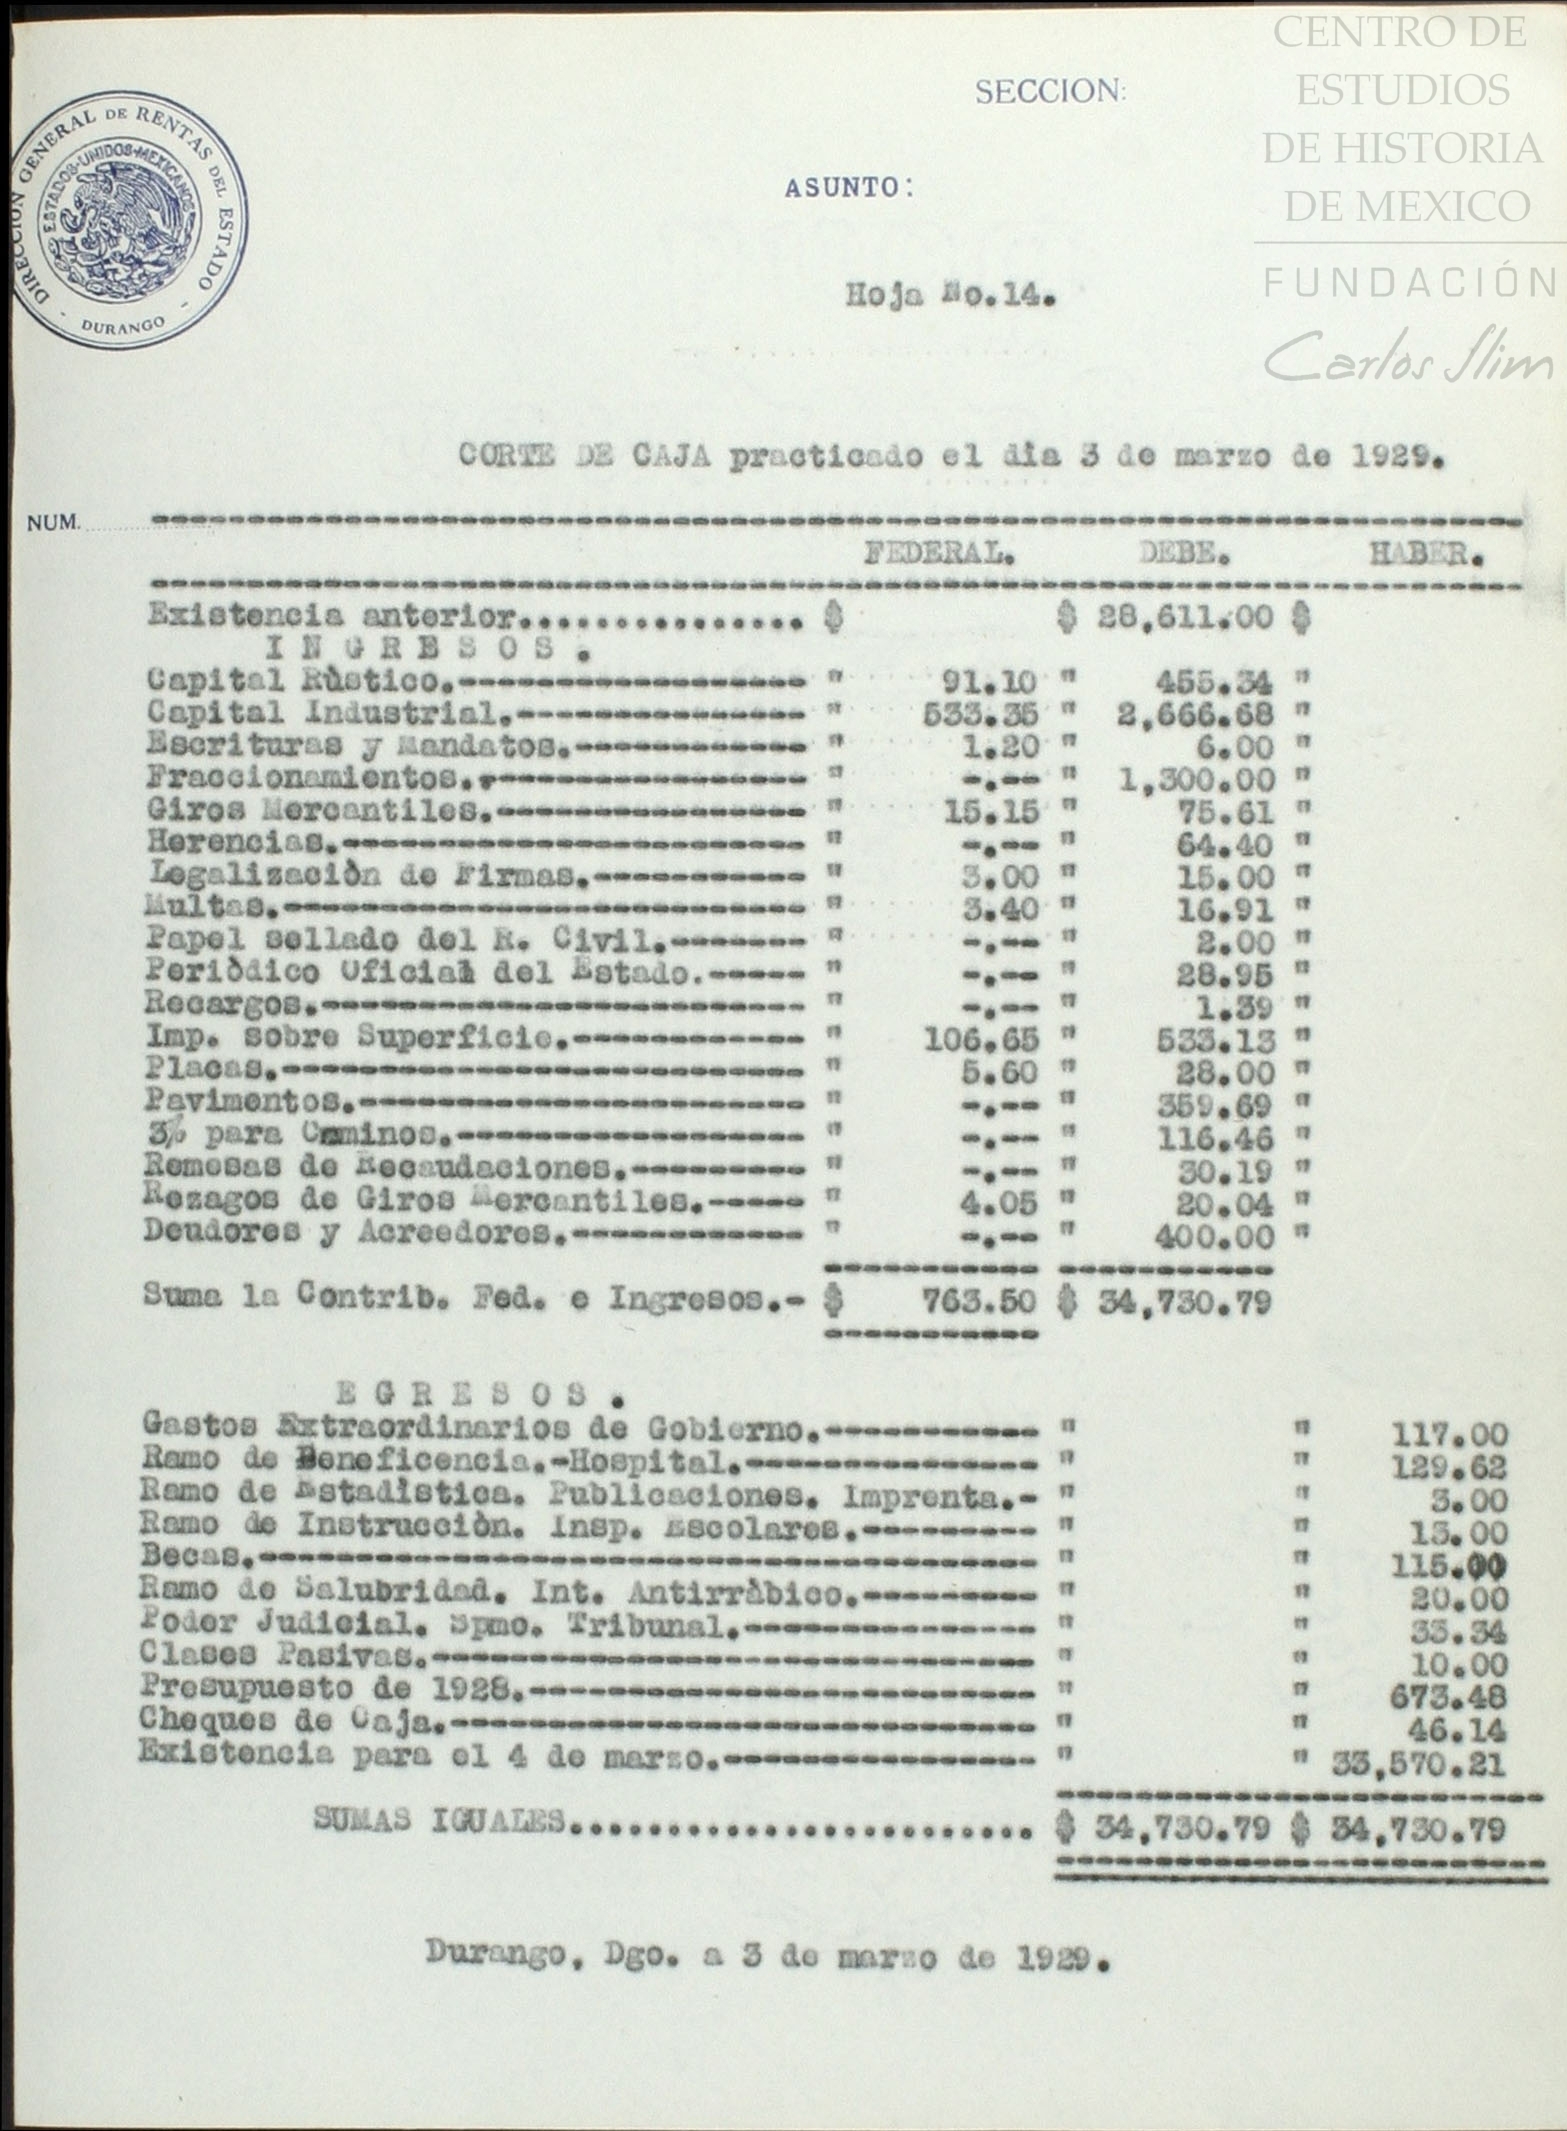 CENTRO DE
ESTUDIOS
DE HISTORIA
DE MEXICO
FUNDACIÓN
Carlos Slim
DIRECCIÓN GENERAL DE RENTAS DEL ESTADO
ESTADOS-UNIDOS-MEXICANOS
- DURANGO -
SECCION:
ASUNTO:
Hoja No.14.
CORTE DE CAJA practicado el dìa 3 de marzo de 1929.
NUM.
FEDERAL. DEBE. HABER.
Existencia anterior............... $ $ 28,611.00 $
I N G R E S O S .
Capital Rùstico.------------------ " 91.10 " 455.34 "
Capital Industrial.--------------- " 533.35 " 2,666.68 "
Escrituras y Mandatos.------------ " 1.20 " 6.00 "
Fraccionamientos.----------------- " -.-- " 1,300.00 "
Giros Mercantiles.---------------- " 15.15 " 75.61 "
Herencias.------------------------ " -.-- " 64.40 "
Legalizaciòn de Firmas.----------- " 3.00 " 15.00 "
Multas.--------------------------- " 3.40 " 16.91 "
Papel sellado del R. Civil.------- " -.-- " 2.00 "
Periòdico Oficial del Estado.----- " -.-- " 28.95 "
Recargos.------------------------- " -.-- " 1.39 "
Imp. sobre Superficie.------------ " 106.65 " 533.13 "
Placas.--------------------------- " 5.60 " 28.00 "
Pavimentos.----------------------- " -.-- " 359.69 "
3% para Caminos.------------------ " -.-- " 116.46 "
Remesas de Recaudaciones.--------- " -.-- " 30.19 "
Rezagos de Giros Mercantiles.----- " 4.05 " 20.04 "
Deudores y Acreedores.------------ " -.-- " 400.00 "
Suma la Contrib. Fed. e Ingresos.- $ 763.50 $ 34,730.79
E G R E S O S .
Gastos Extraordinarios de Gobierno.----------- " " 117.00
Ramo de Beneficencia.-Hospital.--------------- " " 129.62
Ramo de Estadìstica. Publicaciones. Imprenta.- " " 3.00
Ramo de Instrucciòn. Insp. Escolares.--------- " " 13.00
Becas.---------------------------------------- " " 115.00
Ramo de Salubridad. Int. Antirràbico.--------- " " 20.00
Poder Judicial. Spmo. Tribunal.--------------- " " 33.34
Clases Pasivas.------------------------------- " " 10.00
Presupuesto de 1928.-------------------------- " " 673.48
Cheques de Caja.------------------------------ " " 46.14
Existencia para el 4 de marzo.---------------- " " 33,570.21
SUMAS IGUALES........................ $ 34,730.79 $ 34,730.79
Durango, Dgo. a 3 de marzo de 1929.